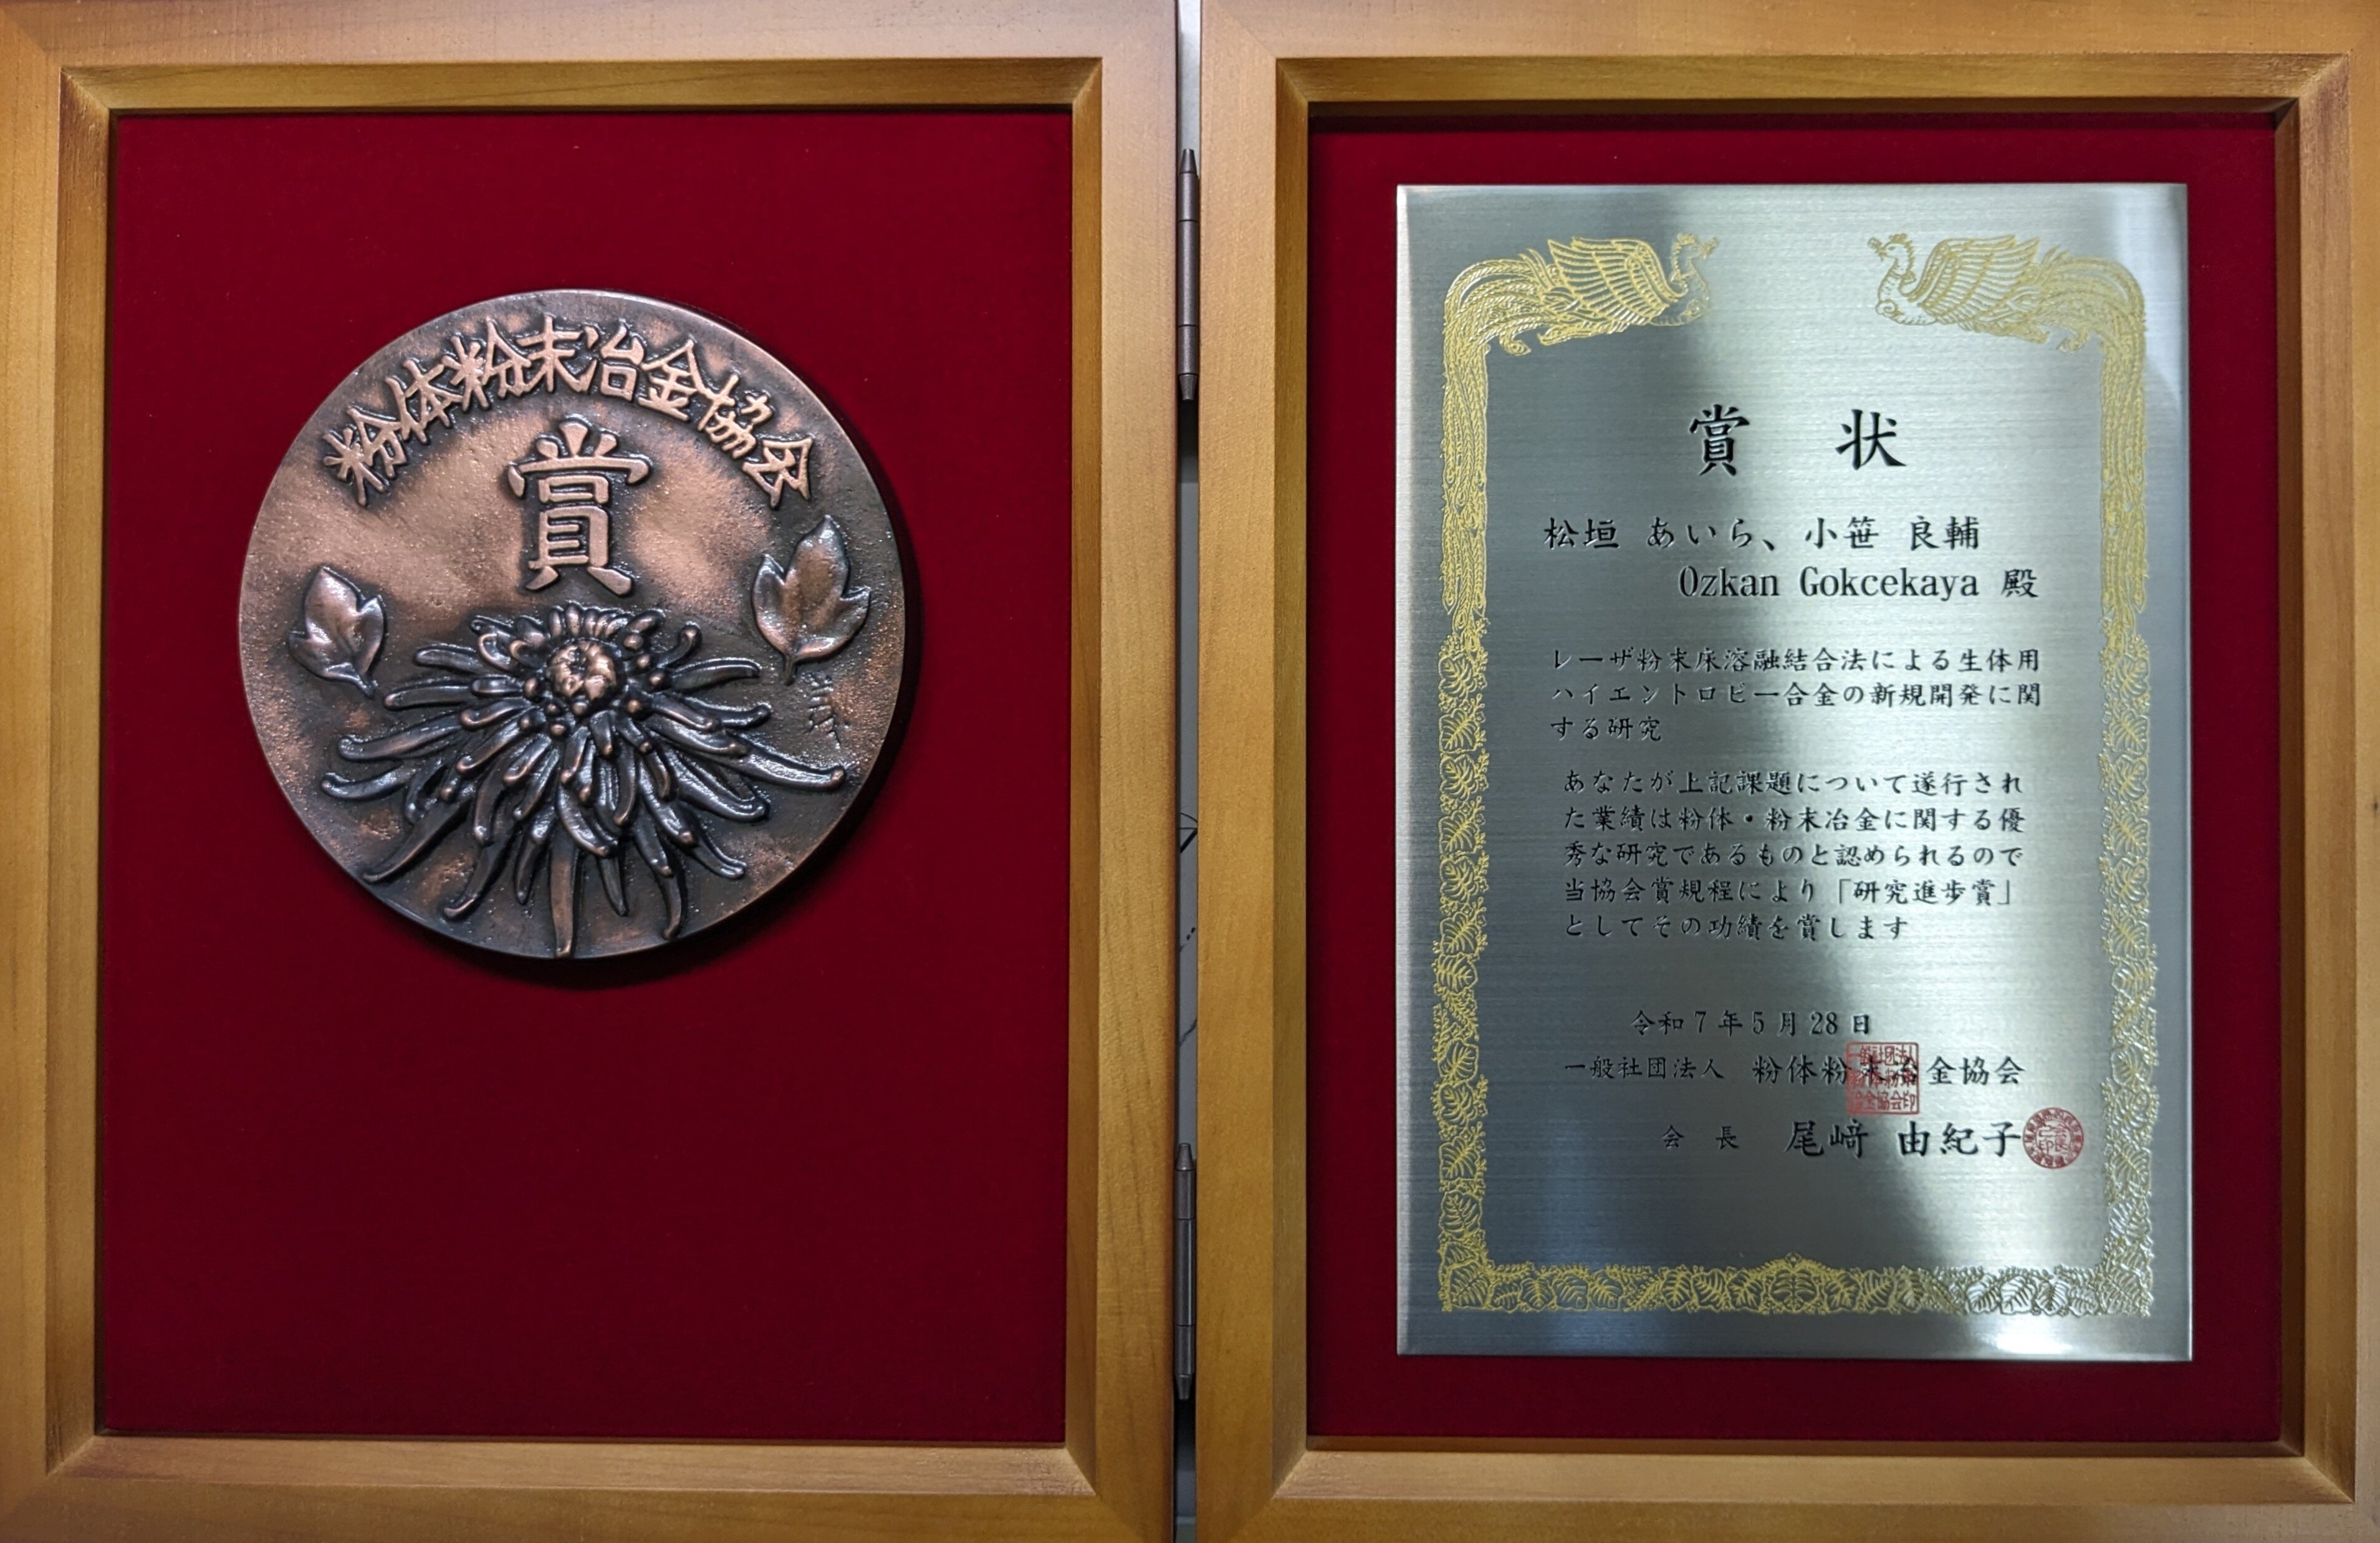 粉体粉末冶金協会
賞
賞 状
松垣 あいら、小笹 良輔
Ozkan Gokcekaya 殿
レーザ粉末床溶融結合法による生体用
ハイエントロピー合金の新規開発に関
する研究
あなたが上記課題について遂行され
た業績は粉体・粉末冶金に関する優
秀な研究であるものと認められるので
当協会賞規程により「研究進歩賞」
としてその功績を賞します
令和7年5月28日
一般社団法人 粉体粉末冶金協会
会 長 尾﨑 由紀子